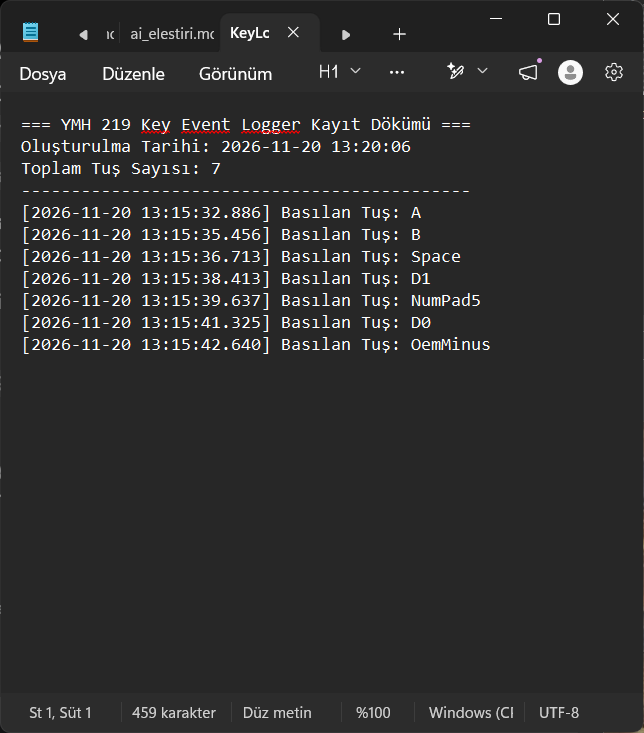 ai_elestiri.mc
KeyLc
Dosya Düzenle Görünüm H1
=== YMH 219 Key Event Logger Kayıt Dökümü ===
Oluşturulma Tarihi: 2026-11-20 13:20:06
Toplam Tuş Sayısı: 7
---------------------------------------------
[2026-11-20 13:15:32.886] Basılan Tuş: A
[2026-11-20 13:15:35.456] Basılan Tuş: B
[2026-11-20 13:15:36.713] Basılan Tuş: Space
[2026-11-20 13:15:38.413] Basılan Tuş: D1
[2026-11-20 13:15:39.637] Basılan Tuş: NumPad5
[2026-11-20 13:15:41.325] Basılan Tuş: D0
[2026-11-20 13:15:42.640] Basılan Tuş: OemMinus
St 1, Süt 1 459 karakter Düz metin %100 Windows (CI UTF-8